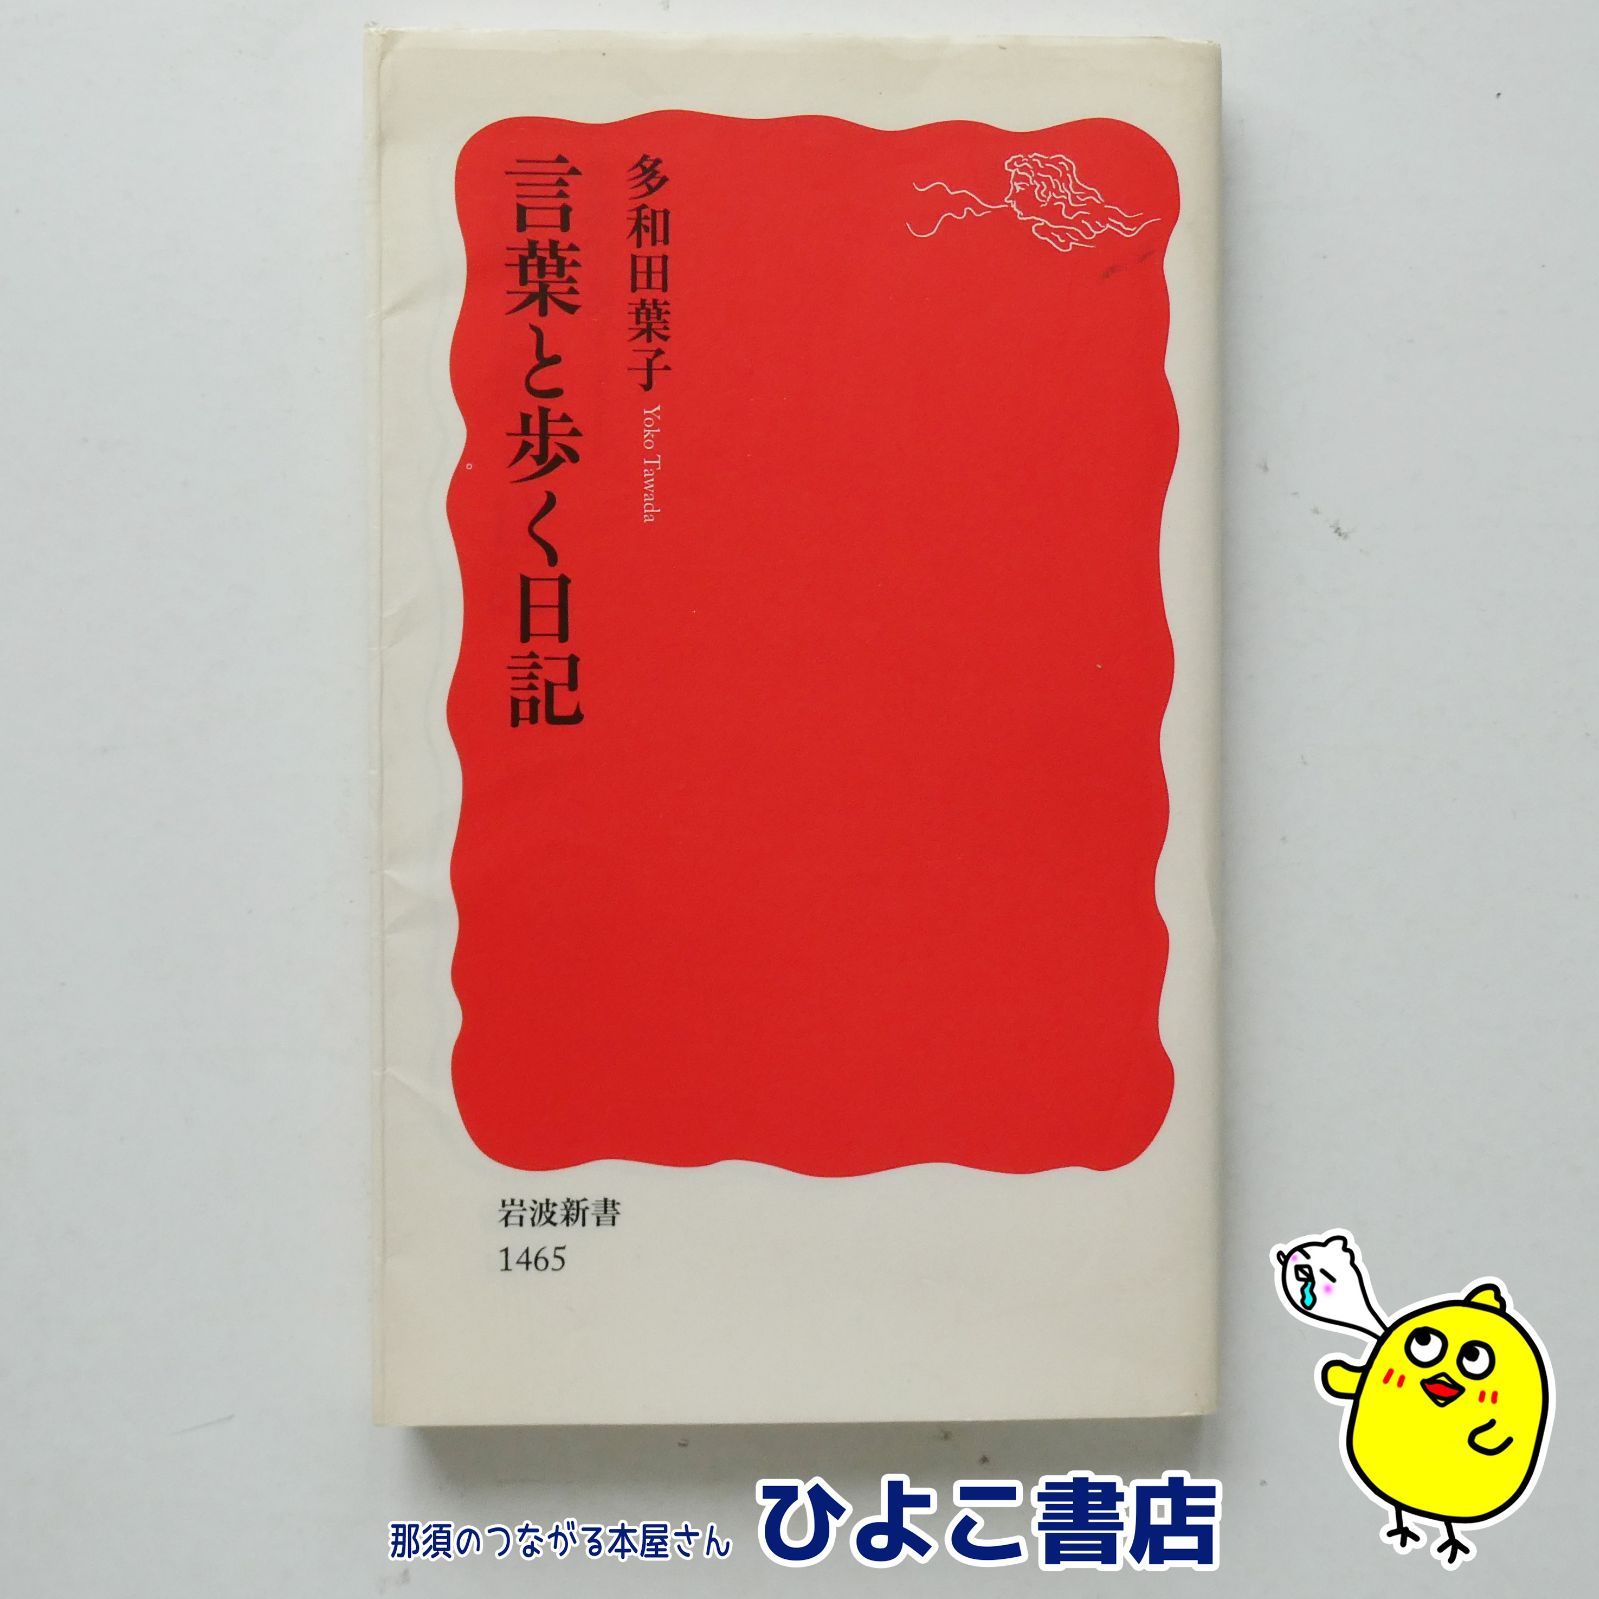 言葉と歩く日記
多和田葉子 Yoko Tawada
岩波新書
1465
那須のつながる本屋さん ひよこ書店